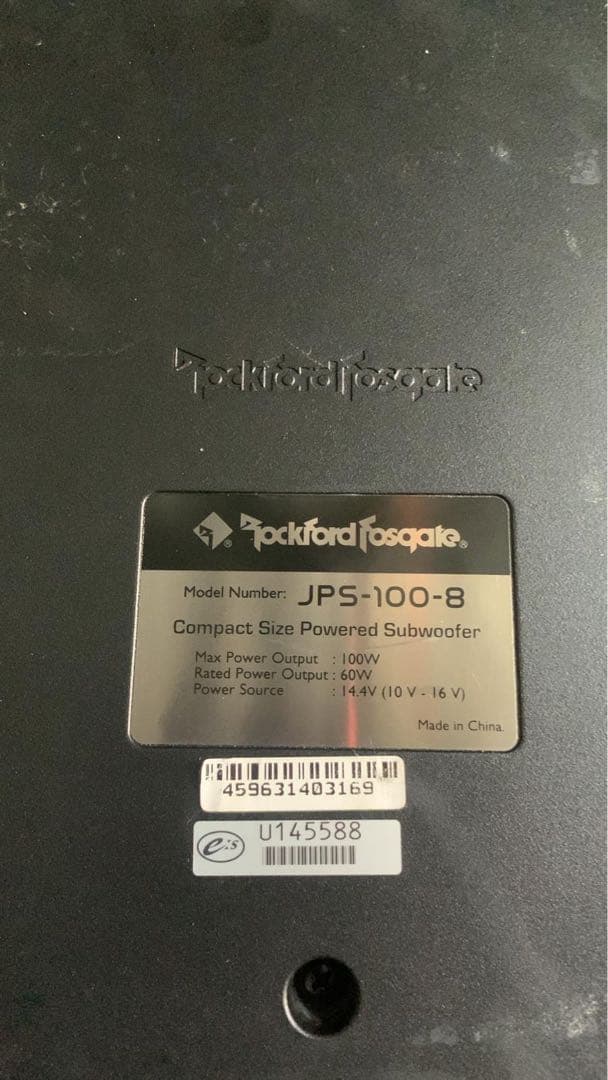 Rockford Fosgate
Rockford Fosgate®
Model Number: JPS-100-8
Compact Size Powered Subwoofer
Max Power Output : 100W
Rated Power Output : 60W
Power Source : 14.4V (10 V - 16 V)
Made in China.
459631403169
e:s U145588